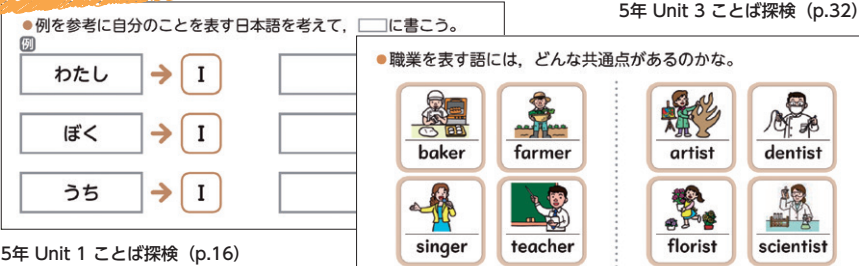 5年 Unit 3 ことば探検（p.32）
●例を参考に自分のことを表す日本語を考えて，□に書こう。
例
わたし → I
ぼく → I
うち → I
5年 Unit 1 ことば探検（p.16）
●職業を表す語には，どんな共通点があるのかな。
baker farmer artist dentist
singer teacher florist scientist